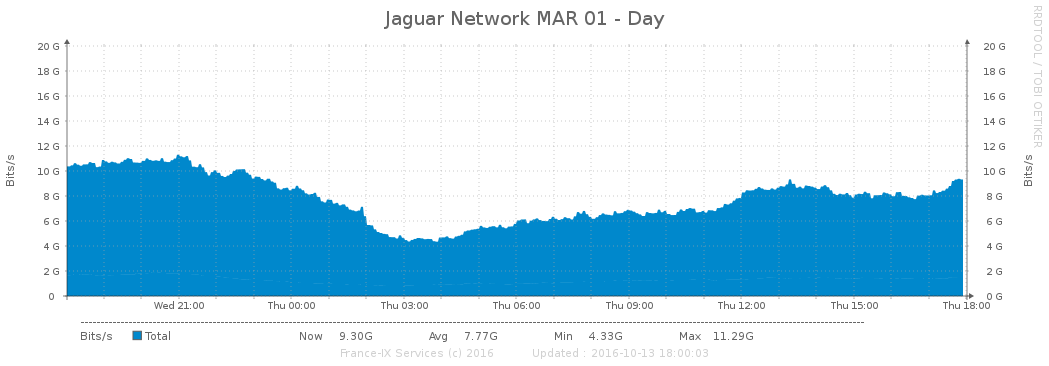 Jaguar Network MAR 01 - Day
RRDTOOL / TOBI OETIKER
Bits/s
Bits/s
20 G 20 G
18 G 18 G
16 G 16 G
14 G 14 G
12 G 12 G
10 G 10 G
8 G 8 G
6 G 6 G
4 G 4 G
2 G 2 G
0 0 G
Wed 21:00 Thu 00:00 Thu 03:00 Thu 06:00 Thu 09:00 Thu 12:00 Thu 15:00 Thu 18:00
Bits/s Total Now 9.30G Avg 7.77G Min 4.33G Max 11.29G
France-IX Services (c) 2016 Updated : 2016-10-13 18:00:03